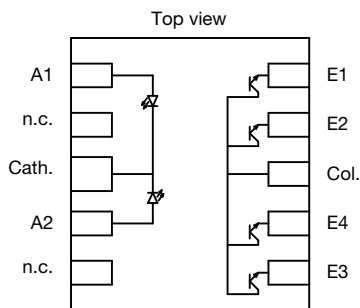 Top view
A1
n.c.
Cath.
A2
n.c.
E1
E2
Col.
E4
E3